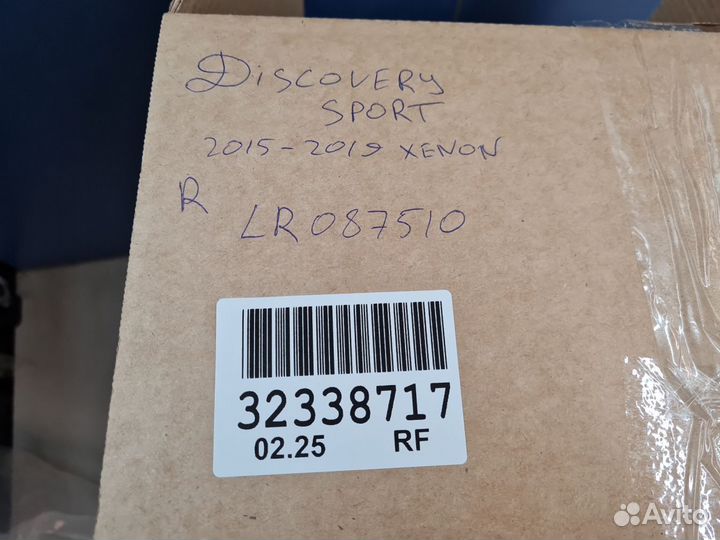 Discovery
SPORT
2015-2019 XENON
R
LR087510
32338717
02.25 RF
Avito